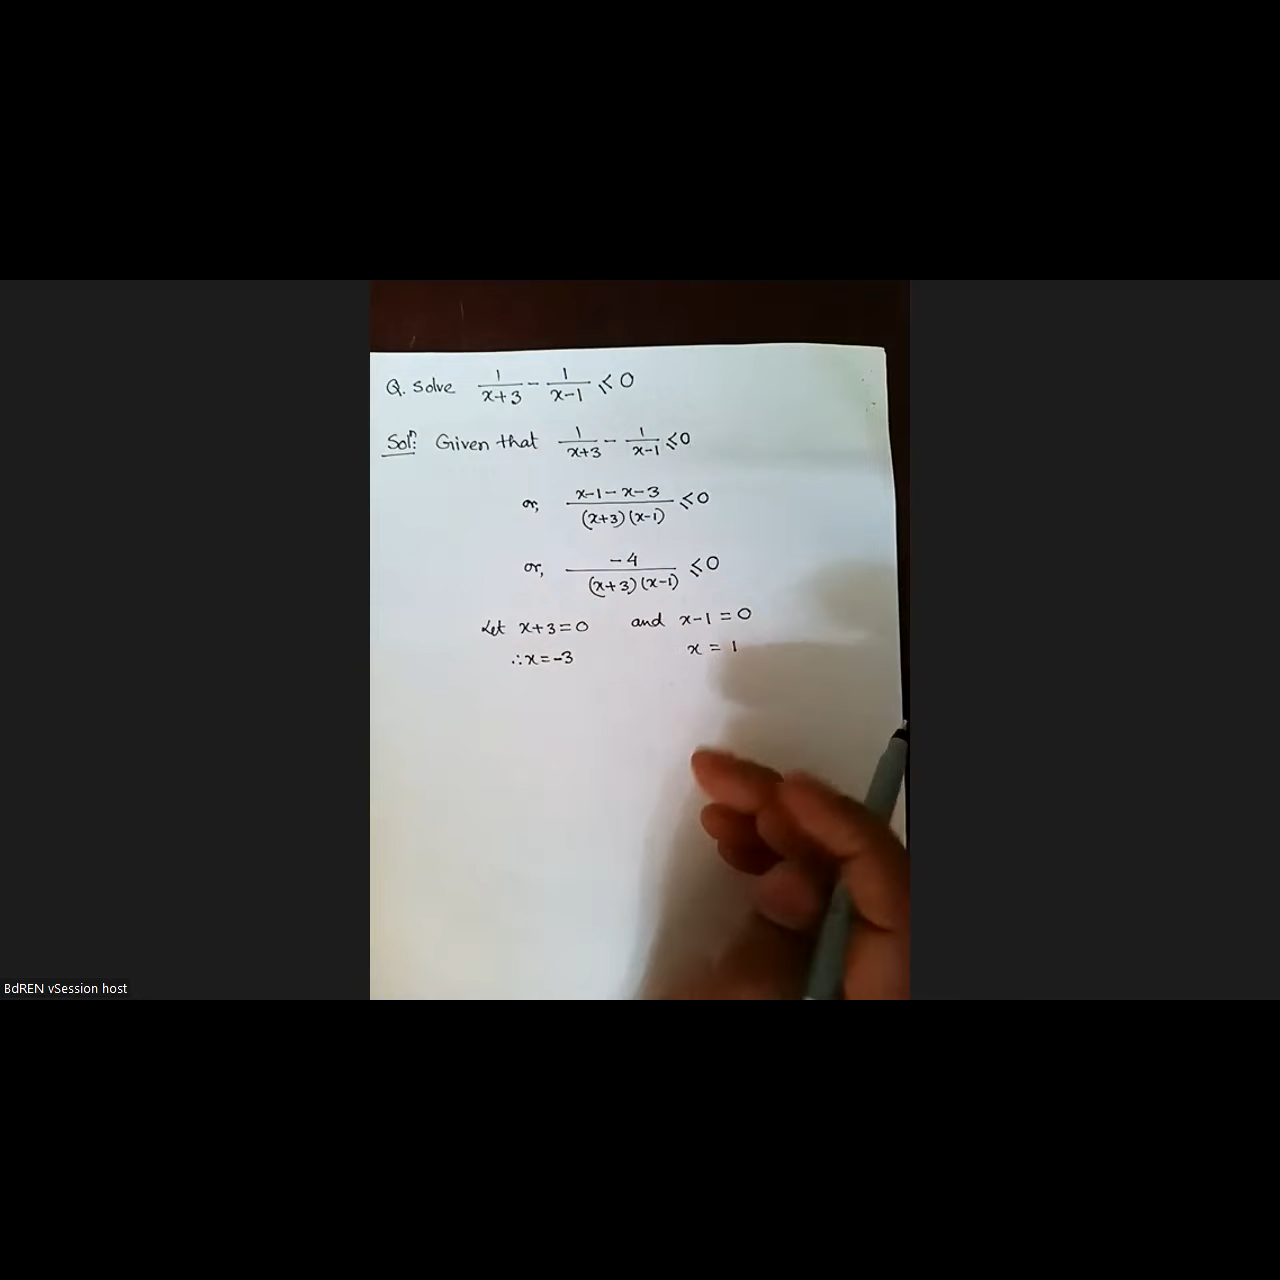 Q. Solve 1/(x+3) - 1/(x-1) ≤ 0
Solⁿ: Given that 1/(x+3) - 1/(x-1) ≤ 0
or, (x-1-x-3)/((x+3)(x-1)) ≤ 0
or, -4/((x+3)(x-1)) ≤ 0
Let x+3=0 and x-1=0
∴x=-3 x = 1
BdREN vSession host